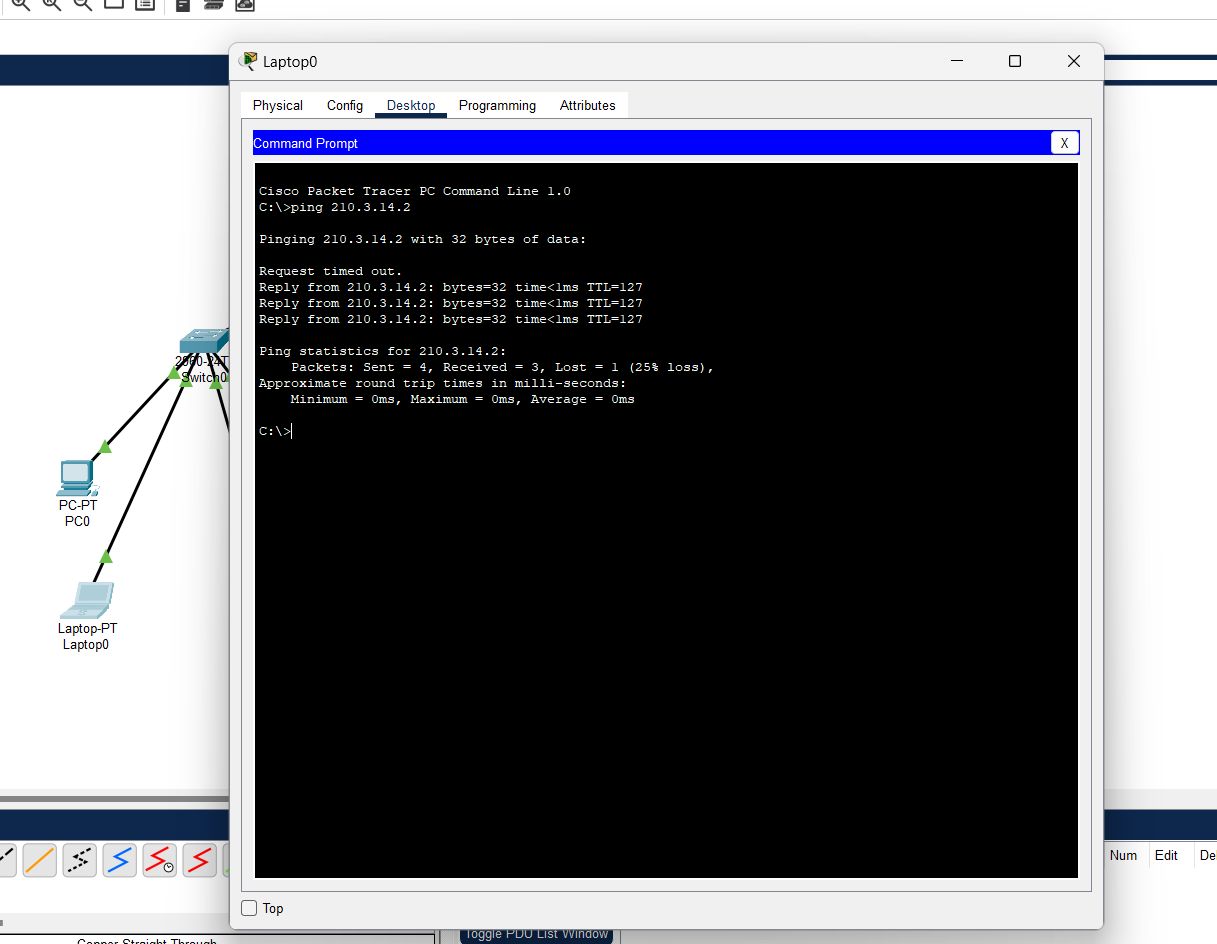 Laptop0
Physical Config Desktop Programming Attributes
Command Prompt X
Cisco Packet Tracer PC Command Line 1.0
C:\>ping 210.3.14.2
Pinging 210.3.14.2 with 32 bytes of data:
Request timed out.
Reply from 210.3.14.2: bytes=32 time<1ms TTL=127
Reply from 210.3.14.2: bytes=32 time<1ms TTL=127
Reply from 210.3.14.2: bytes=32 time<1ms TTL=127
Ping statistics for 210.3.14.2:
Packets: Sent = 4, Received = 3, Lost = 1 (25% loss),
Approximate round trip times in milli-seconds:
Minimum = 0ms, Maximum = 0ms, Average = 0ms
C:\>
2960-24T
Switch0
PC-PT
PC0
Laptop-PT
Laptop0
Num Edit
Top
Toggle PDU List Window
Copper Straight-Through